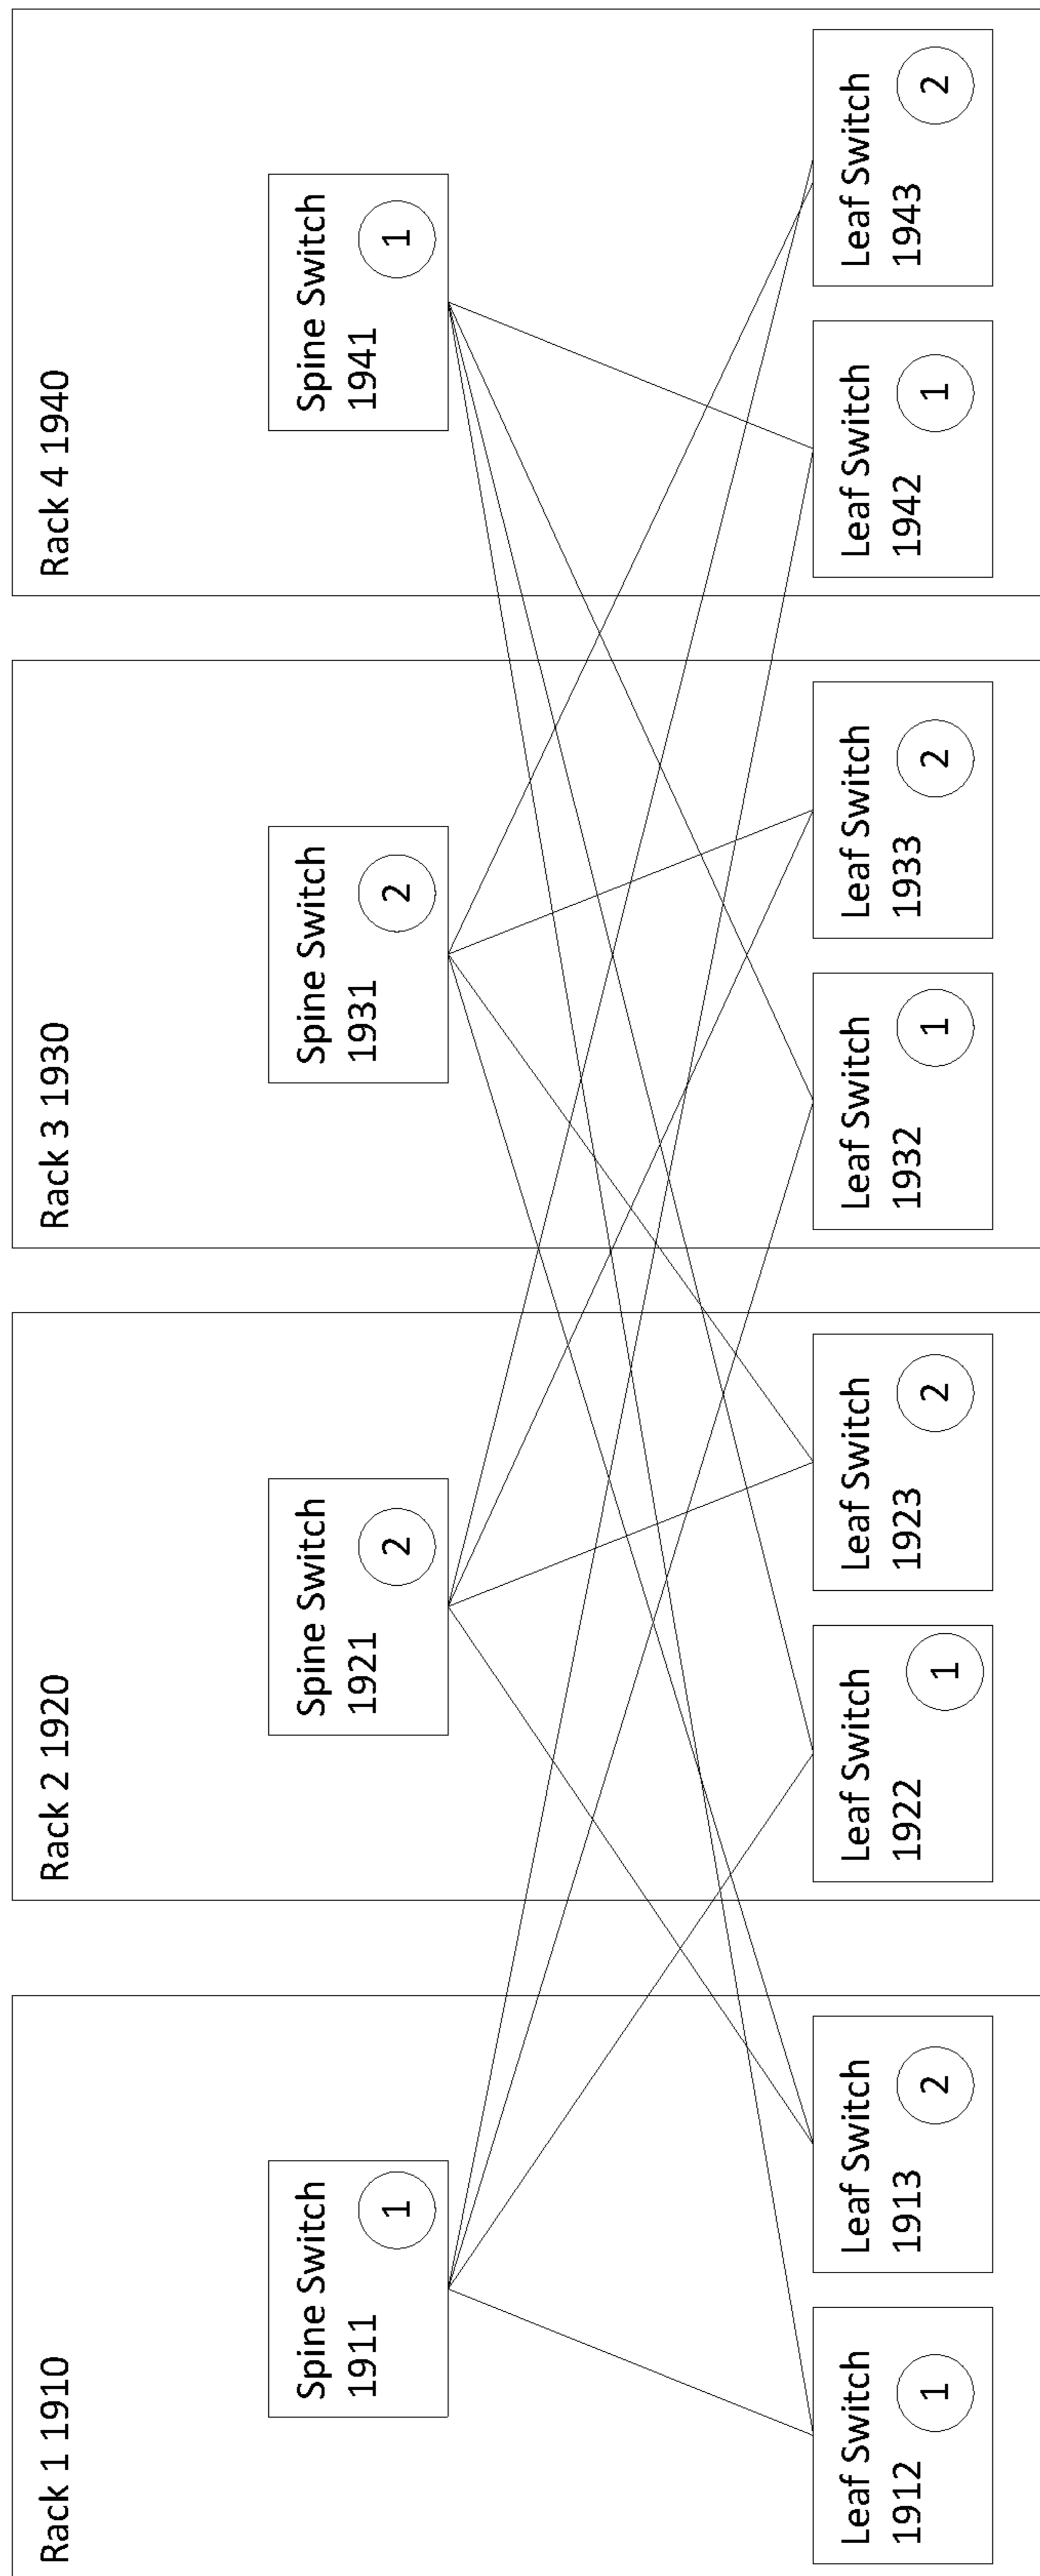 Rack 1 1910
Spine Switch
1911
1
Leaf Switch
1912
1
Leaf Switch
1913
2
Rack 2 1920
Spine Switch
1921
2
Leaf Switch
1922
1
Leaf Switch
1923
2
Rack 3 1930
Spine Switch
1931
2
Leaf Switch
1932
1
Leaf Switch
1933
2
Rack 4 1940
Spine Switch
1941
1
Leaf Switch
1942
1
Leaf Switch
1943
2